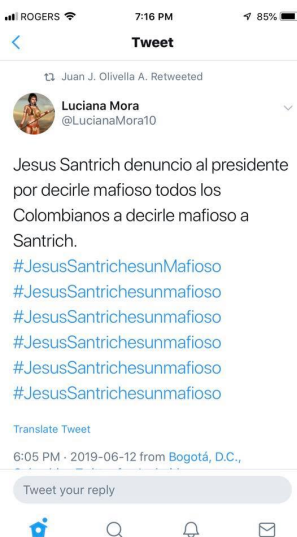 ROGERS 7:16 PM 85%
Tweet
Juan J. Olivella A. Retweeted
Luciana Mora
@LucianaMora10
Jesus Santrich denuncio al presidente
por decirle mafioso todos los
Colombianos a decirle mafioso a
Santrich.
#JesusSantrichesunMafioso
#JesusSantrichesunmafioso
#JesusSantrichesunmafioso
#JesusSantrichesunmafioso
#JesusSantrichesunmafioso
#JesusSantrichesunmafioso
Translate Tweet
6:05 PM · 2019-06-12 from Bogotá, D.C.,
Tweet your reply